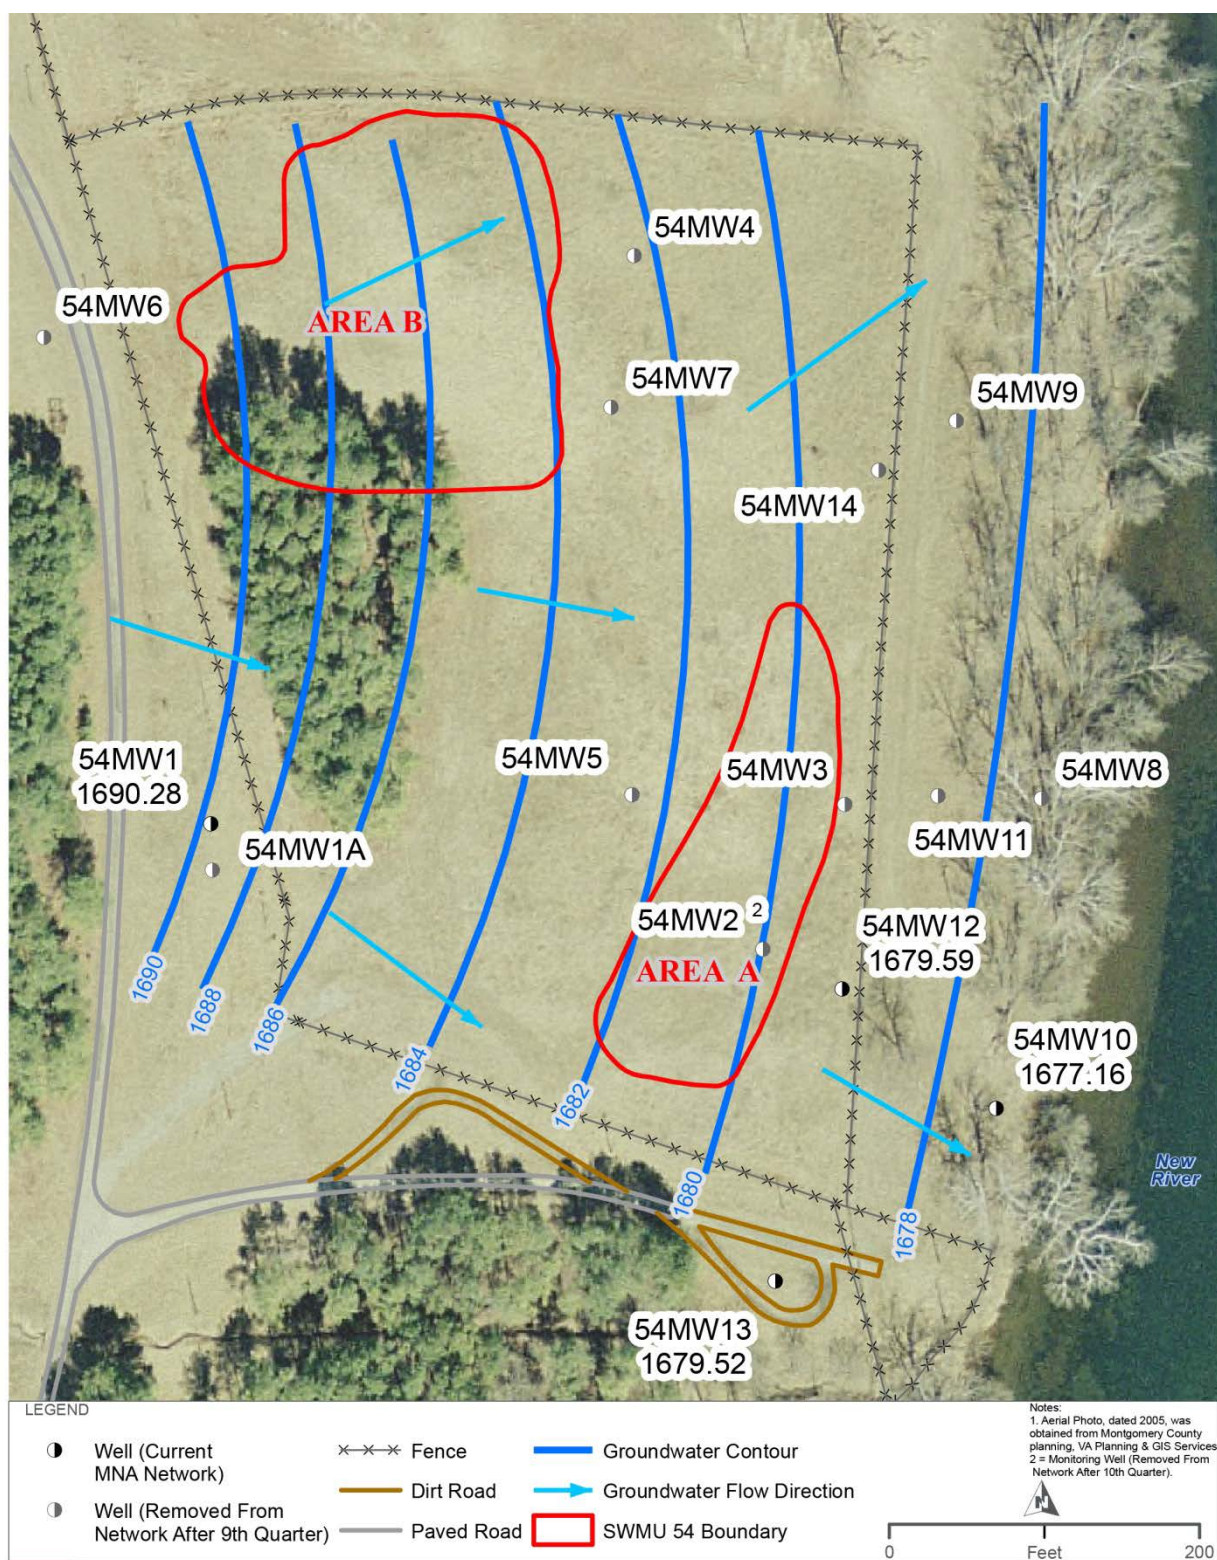 54MW4
54MW6
AREA B
54MW7
54MW9
54MW14
54MW1
1690.28
54MW5
54MW3
54MW8
54MW1A
54MW11
54MW2 2
54MW12
1679.59
AREA A
1690
1688
1686
1684
1682
1680
1678
54MW10
1677.16
New
River
54MW13
1679.52
LEGEND
Well (Current
MNA Network)
Well (Removed From
Network After 9th Quarter)
Fence
Dirt Road
Paved Road
Groundwater Contour
Groundwater Flow Direction
SWMU 54 Boundary
Notes:
1. Aerial Photo, dated 2005, was
obtained from Montgomery County
planning, VA Planning & GIS Services
2 = Monitoring Well (Removed From
Network After 10th Quarter).
N
0 Feet 200